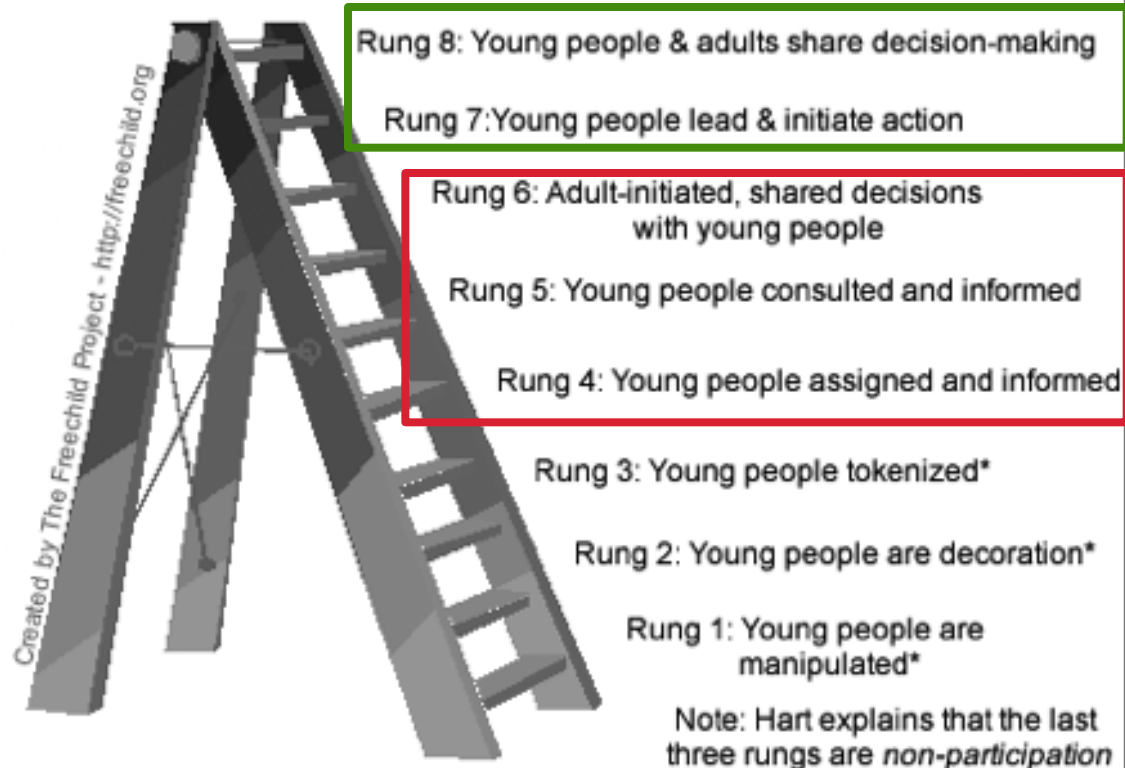 Rung 8: Young people & adults share decision-making
Rung 7:Young people lead & initiate action
Rung 6: Adult-initiated, shared decisions
with young people
Rung 5: Young people consulted and informed
Rung 4: Young people assigned and informed
Rung 3: Young people tokenized*
Rung 2: Young people are decoration*
Rung 1: Young people are
manipulated*
Note: Hart explains that the last
three rungs are non-participation
Created by The Freechild Project - http://freechild.org